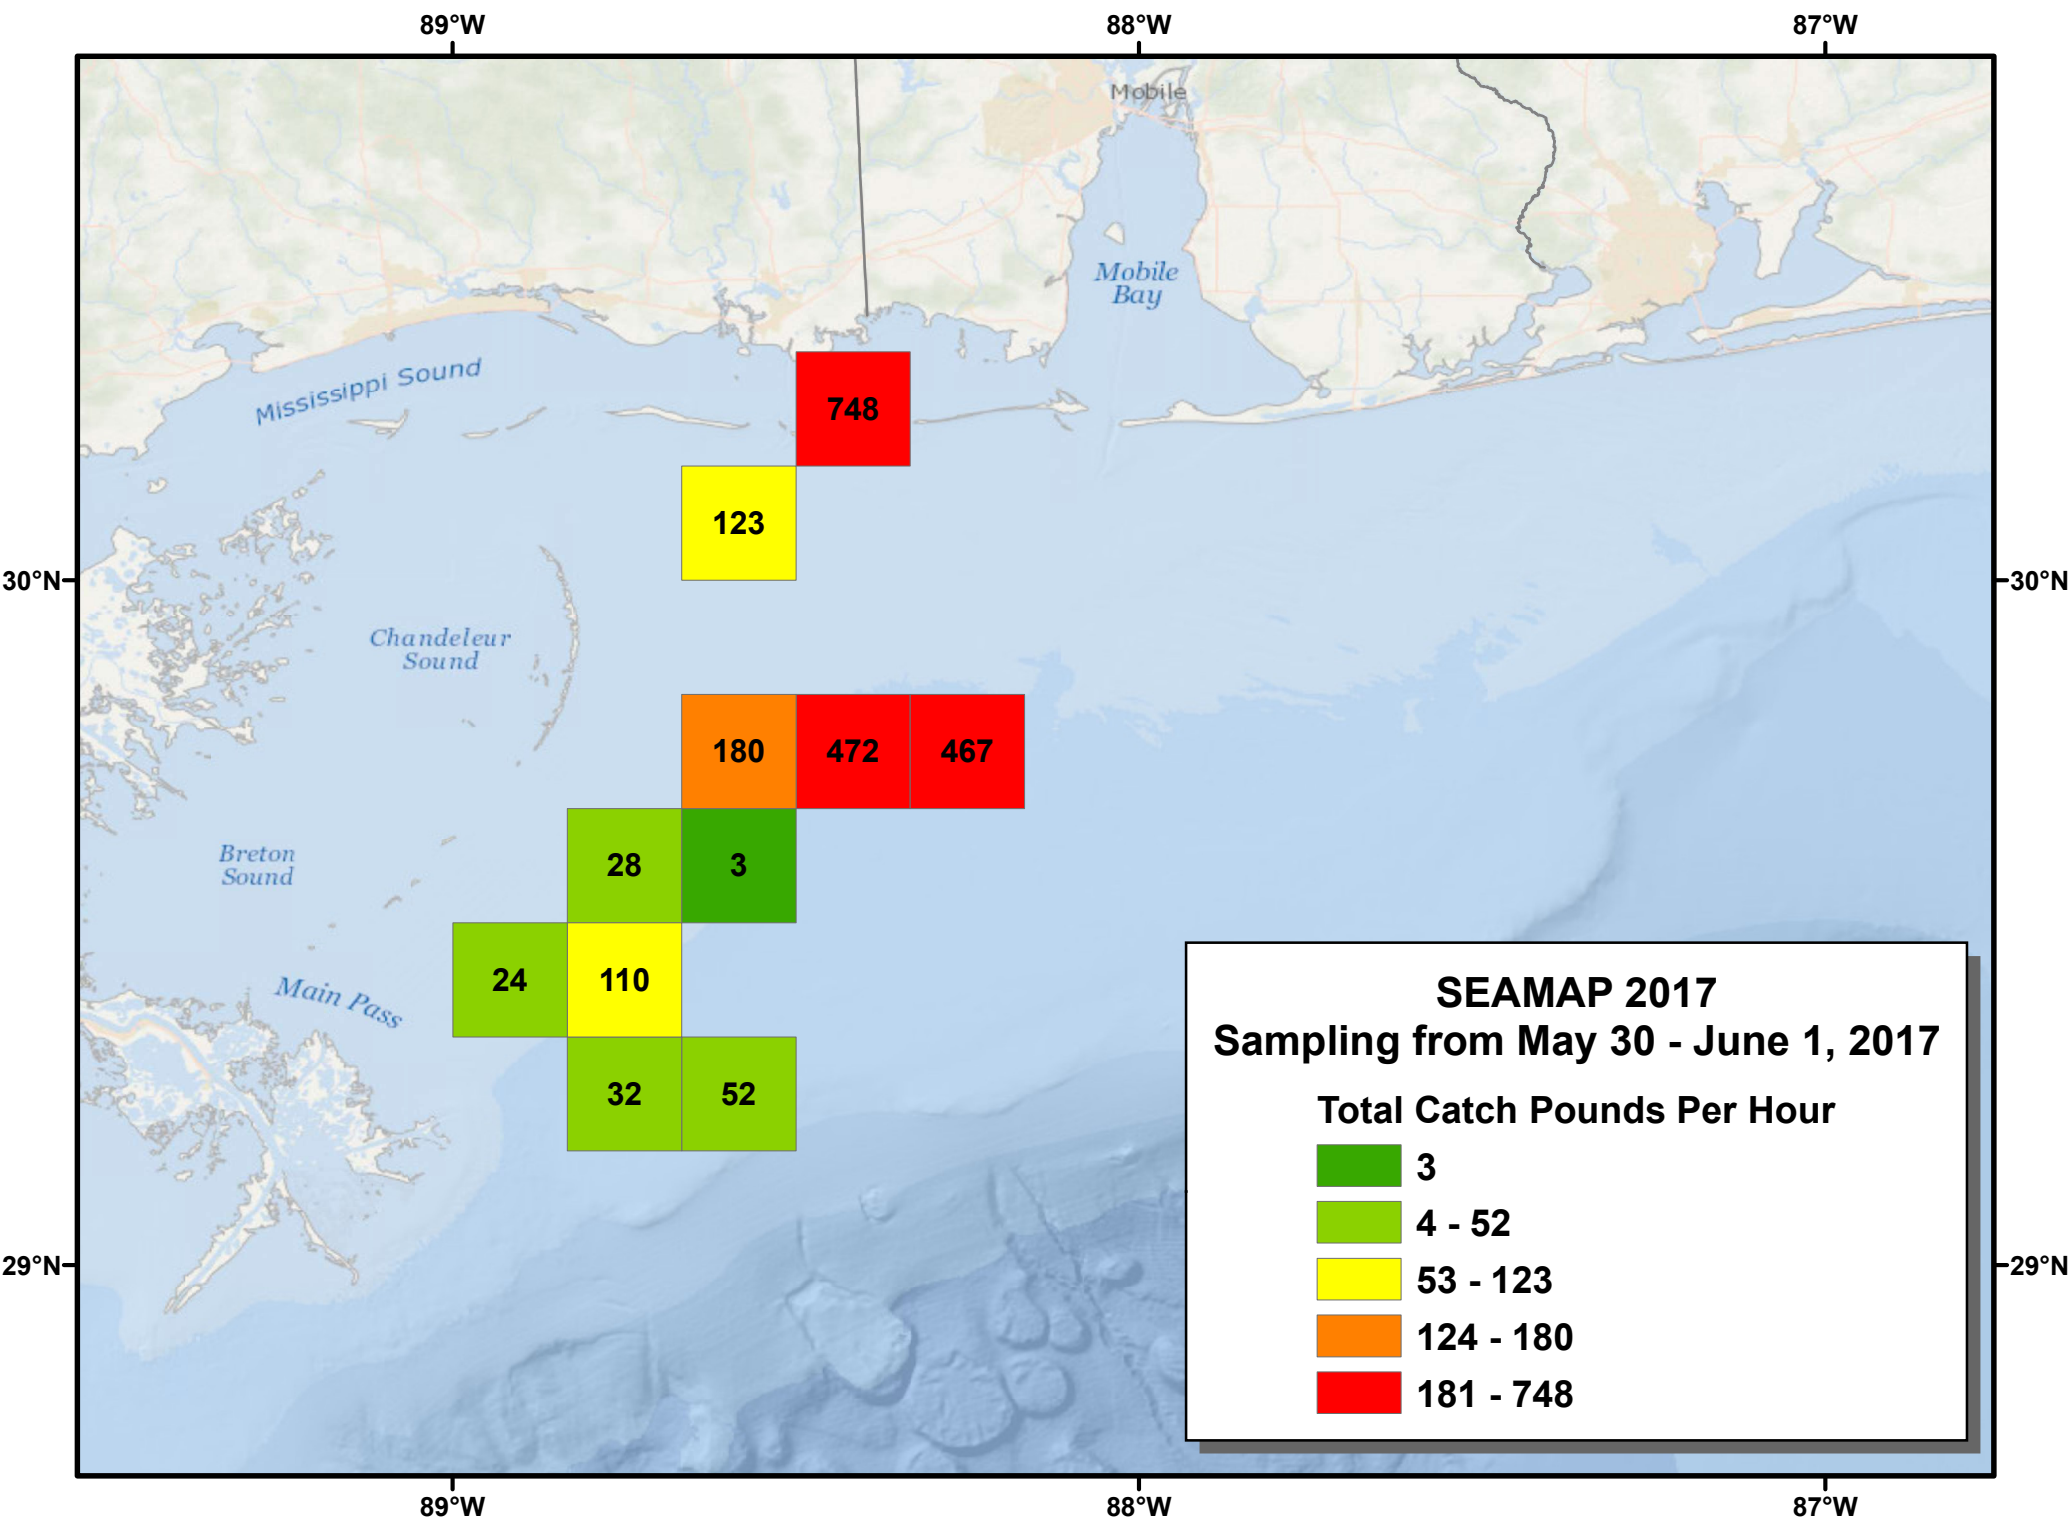 89°W
88°W
87°W
Mobile
Mobile
Bay
Mississippi Sound
748
123
30°N
30°N
Chandeleur
Sound
180
472
467
Breton
Sound
28
3
24
110
Main Pass
32
52
SEAMAP 2017
Sampling from May 30 - June 1, 2017
Total Catch Pounds Per Hour
3
4 - 52
53 - 123
124 - 180
181 - 748
29°N
29°N
89°W
88°W
87°W